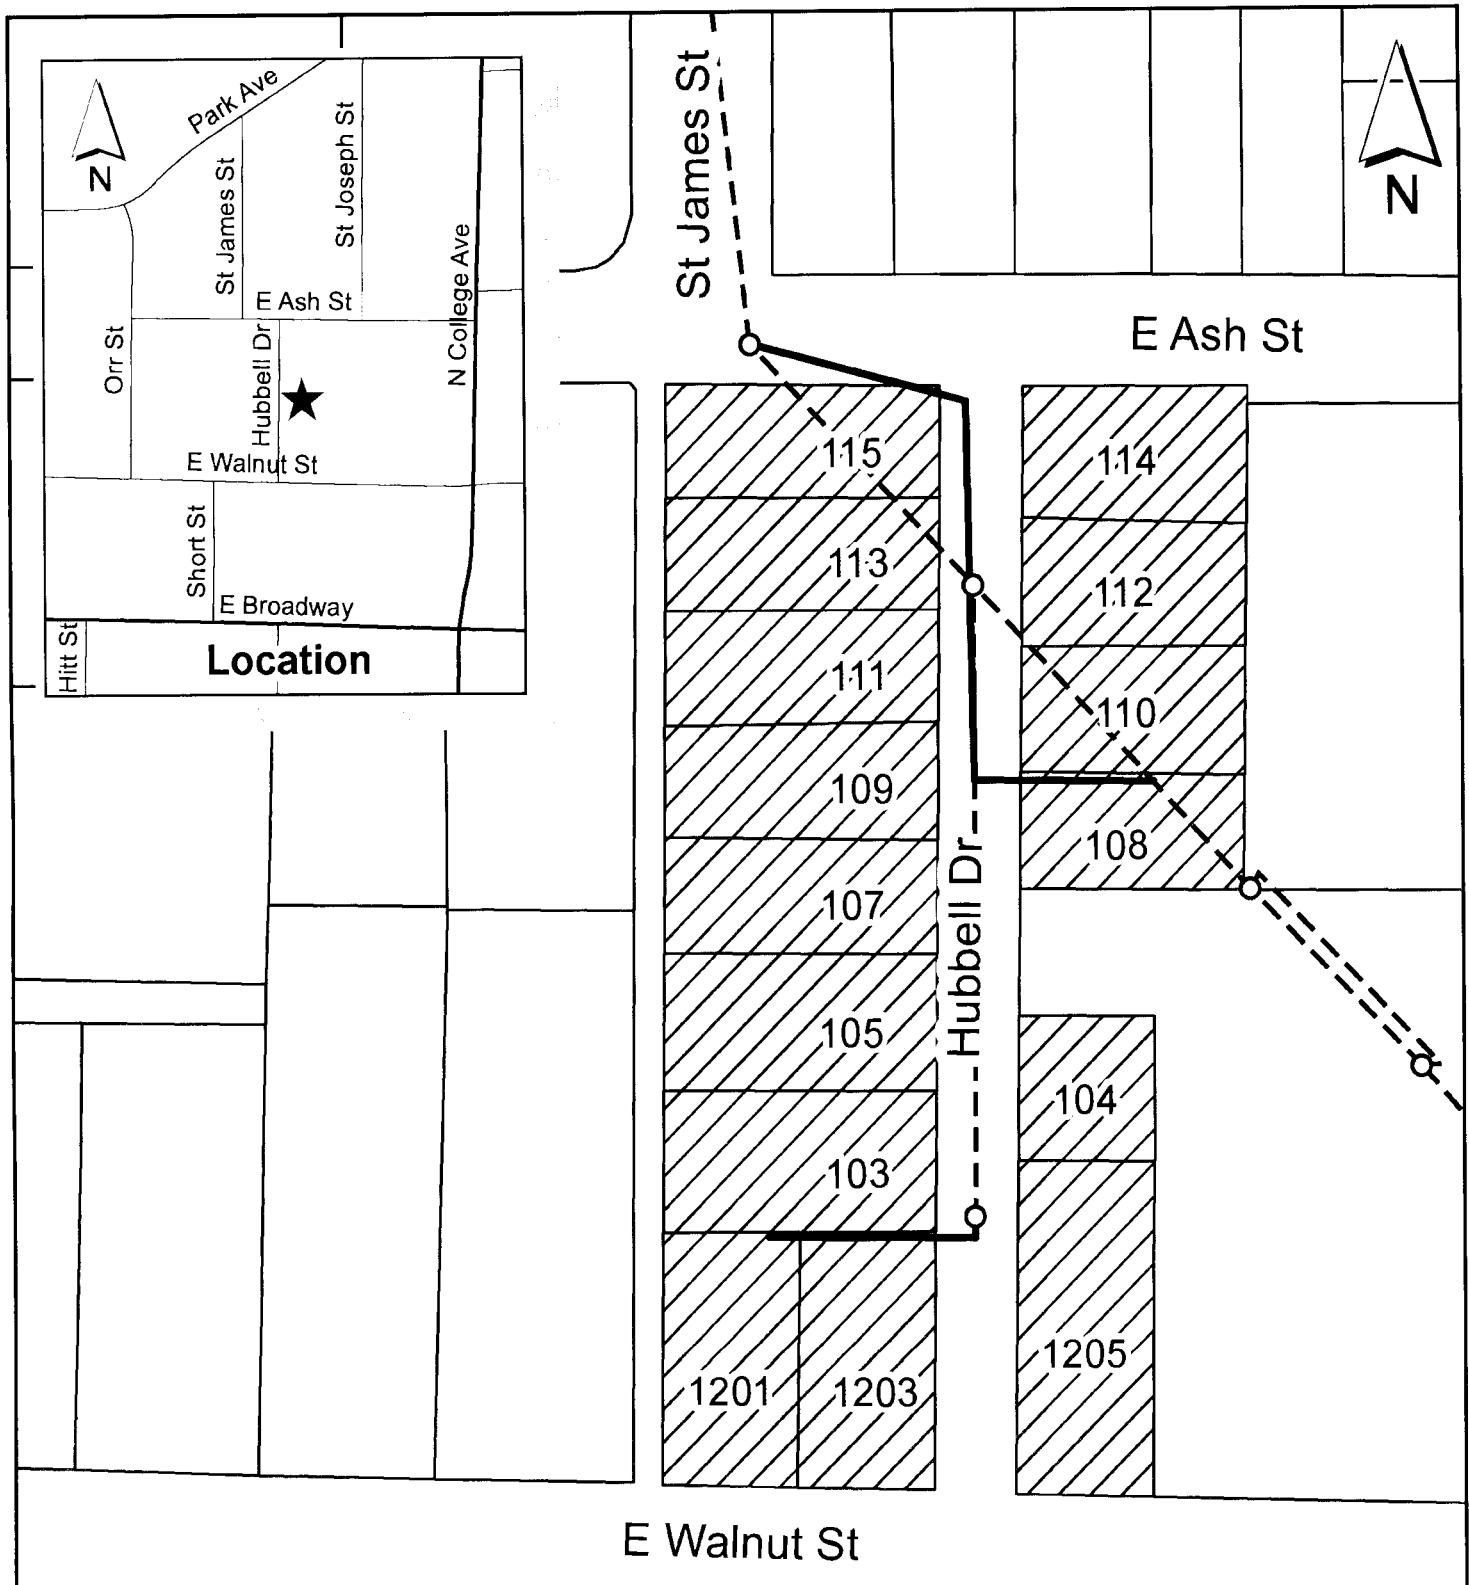 Park Ave
N
St James St
St Joseph St
N College Ave
E Ash St
Orr St
Hubbell Dr
E Walnut St
Short St
E Broadway
Hitt St
Location
St James St
N
E Ash St
115
114
113
112
111
110
109
108
107
Hubbell Dr
105
104
103
1205
1201
1203
E Walnut St